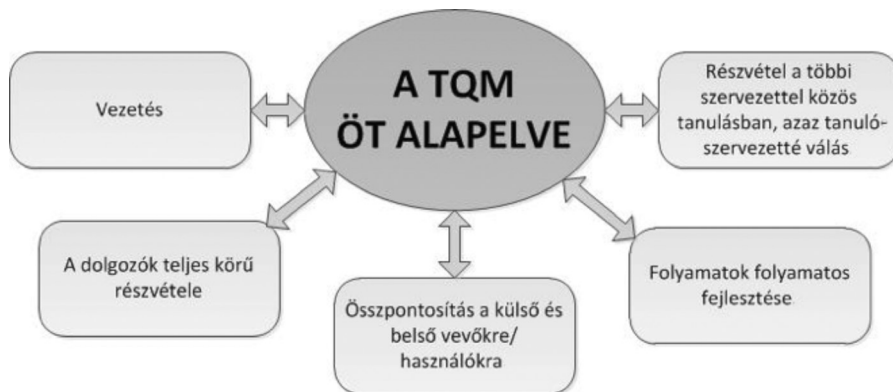 A TQM
ÖT ALAPELVE
Vezetés
Részvétel a többi
szervezettel közös
tanulásban, azaz tanuló-
szervezetté válás
A dolgozók teljes körű
részvétele
Összpontosítás a külső és
belső vevőkre/
használókra
Folyamatok folyamatos
fejlesztése